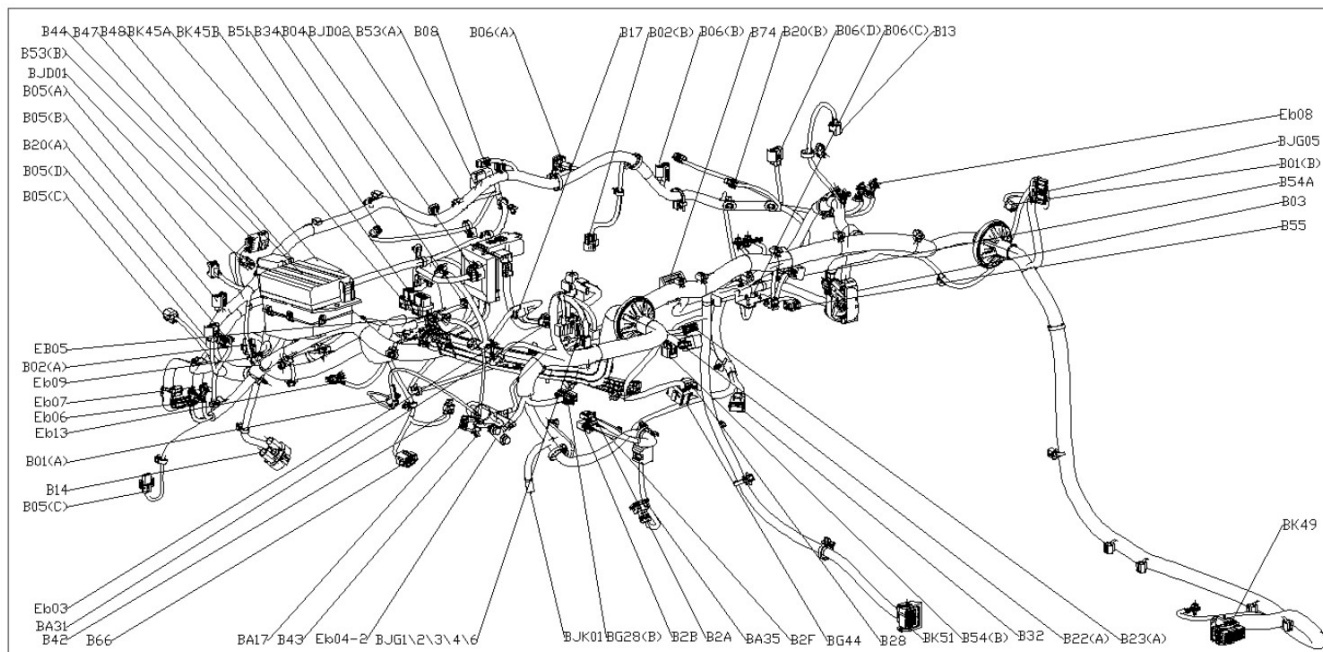 B44 B47 B48 BK45A BK45B B51 B34 B04 BJD02 B53(A) B08 B06(A) B17 B02(B) B06(B) B74 B20(B) B06(D) B06(C) B13
B53(B)
BJD01
B05(A)
B05(B)
B20(A)
B05(D)
B05(C)
Eb08
BJG05
B01(B)
B54A
B03
B55
EB05
B02(A)
Eb09
Eb07
Eb06
Eb13
B01(A)
B14
B05(C)
BK49
Eb03
BA31
B42 B66 BA17 B43 Eb04-2 BJG1\2\3\4\6 BJK01 BG28(B) B2B B2A BA35 B2F BG44 B28 BK51 B54(B) B32 B22(A) B23(A)